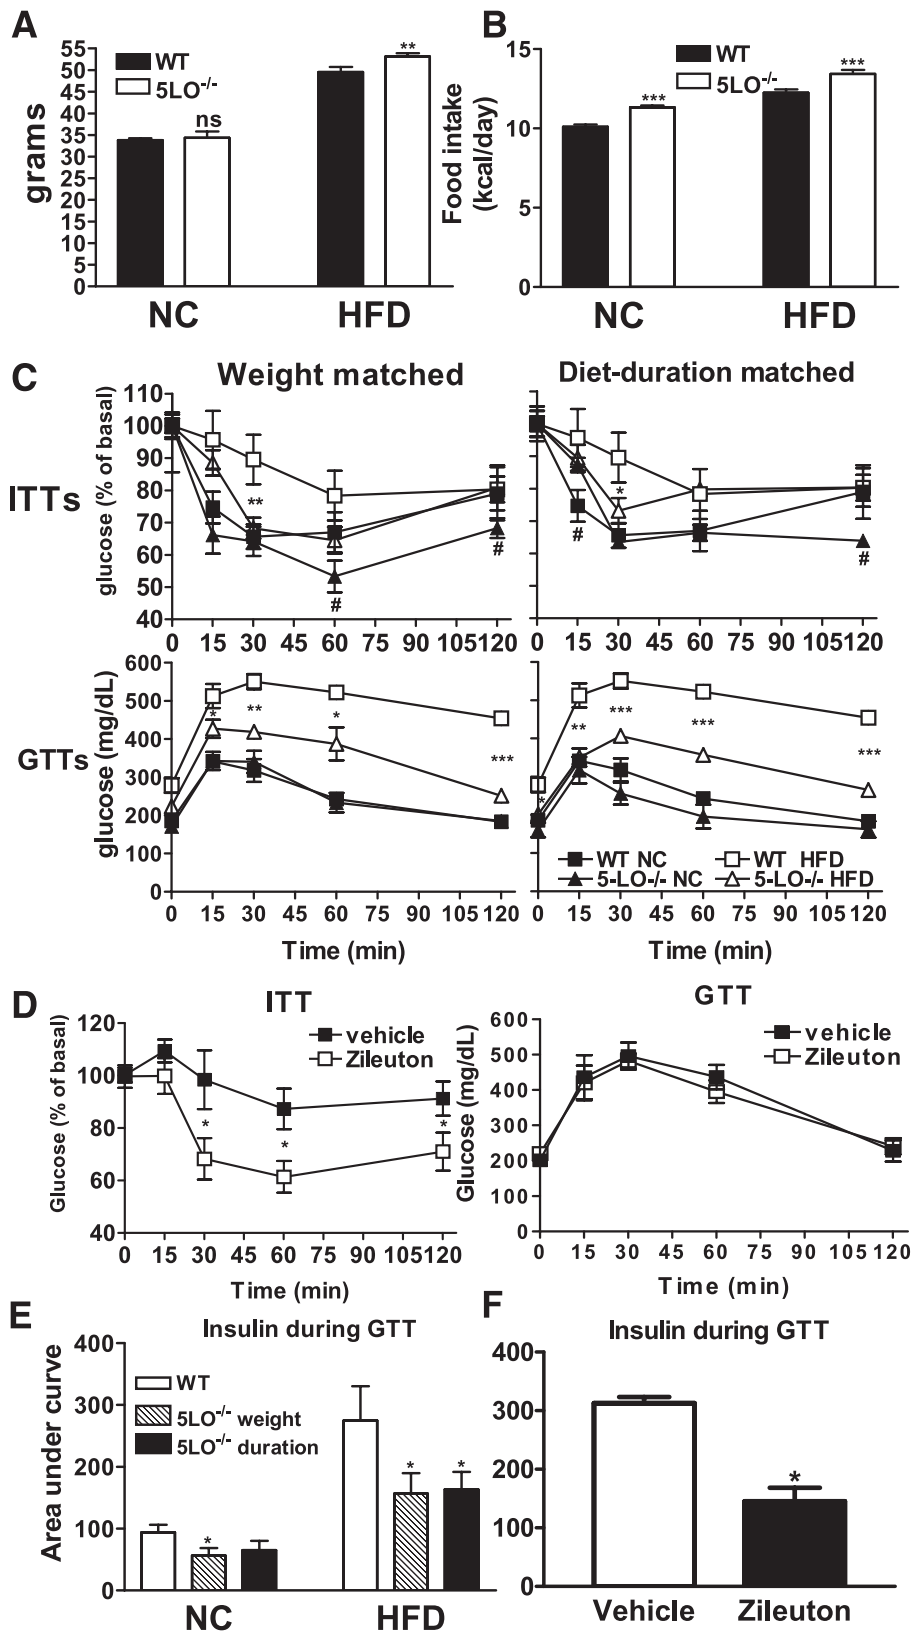 A
grams
55
50
45
40
35
30
25
20
15
10
5
0
WT
5LO-/-
ns
**
NC
HFD
B
Food intake
(kcal/day)
15
10
5
0
WT
5LO-/-
***
***
NC
HFD
C
Weight matched
Diet-duration matched
ITTs
glucose (% of basal)
110
100
90
80
70
60
50
40
**
#
#
0 15 30 45 60 75 90 105 120
*
#
#
0 15 30 45 60 75 90 105 120
GTTs
glucose (mg/dL)
600
500
400
300
200
100
0
*
**
*
***
0 15 30 45 60 75 90 105 120
Time (min)
*
**
***
***
***
WT NC
WT HFD
5-LO-/- NC
5-LO-/- HFD
0 15 30 45 60 75 90 105 120
Time (min)
D
ITT
Glucose (% of basal)
120
100
80
60
40
vehicle
Zileuton
*
*
*
0 15 30 45 60 75 90 105 120
Time (min)
GTT
Glucose (mg/dL)
600
500
400
300
200
100
0
vehicle
Zileuton
0 15 30 45 60 75 90 105 120
Time (min)
E
Insulin during GTT
Area under curve
400
300
200
100
0
WT
5LO-/- weight
5LO-/- duration
*
*
*
NC
HFD
F
Insulin during GTT
400
300
200
100
0
*
Vehicle
Zileuton